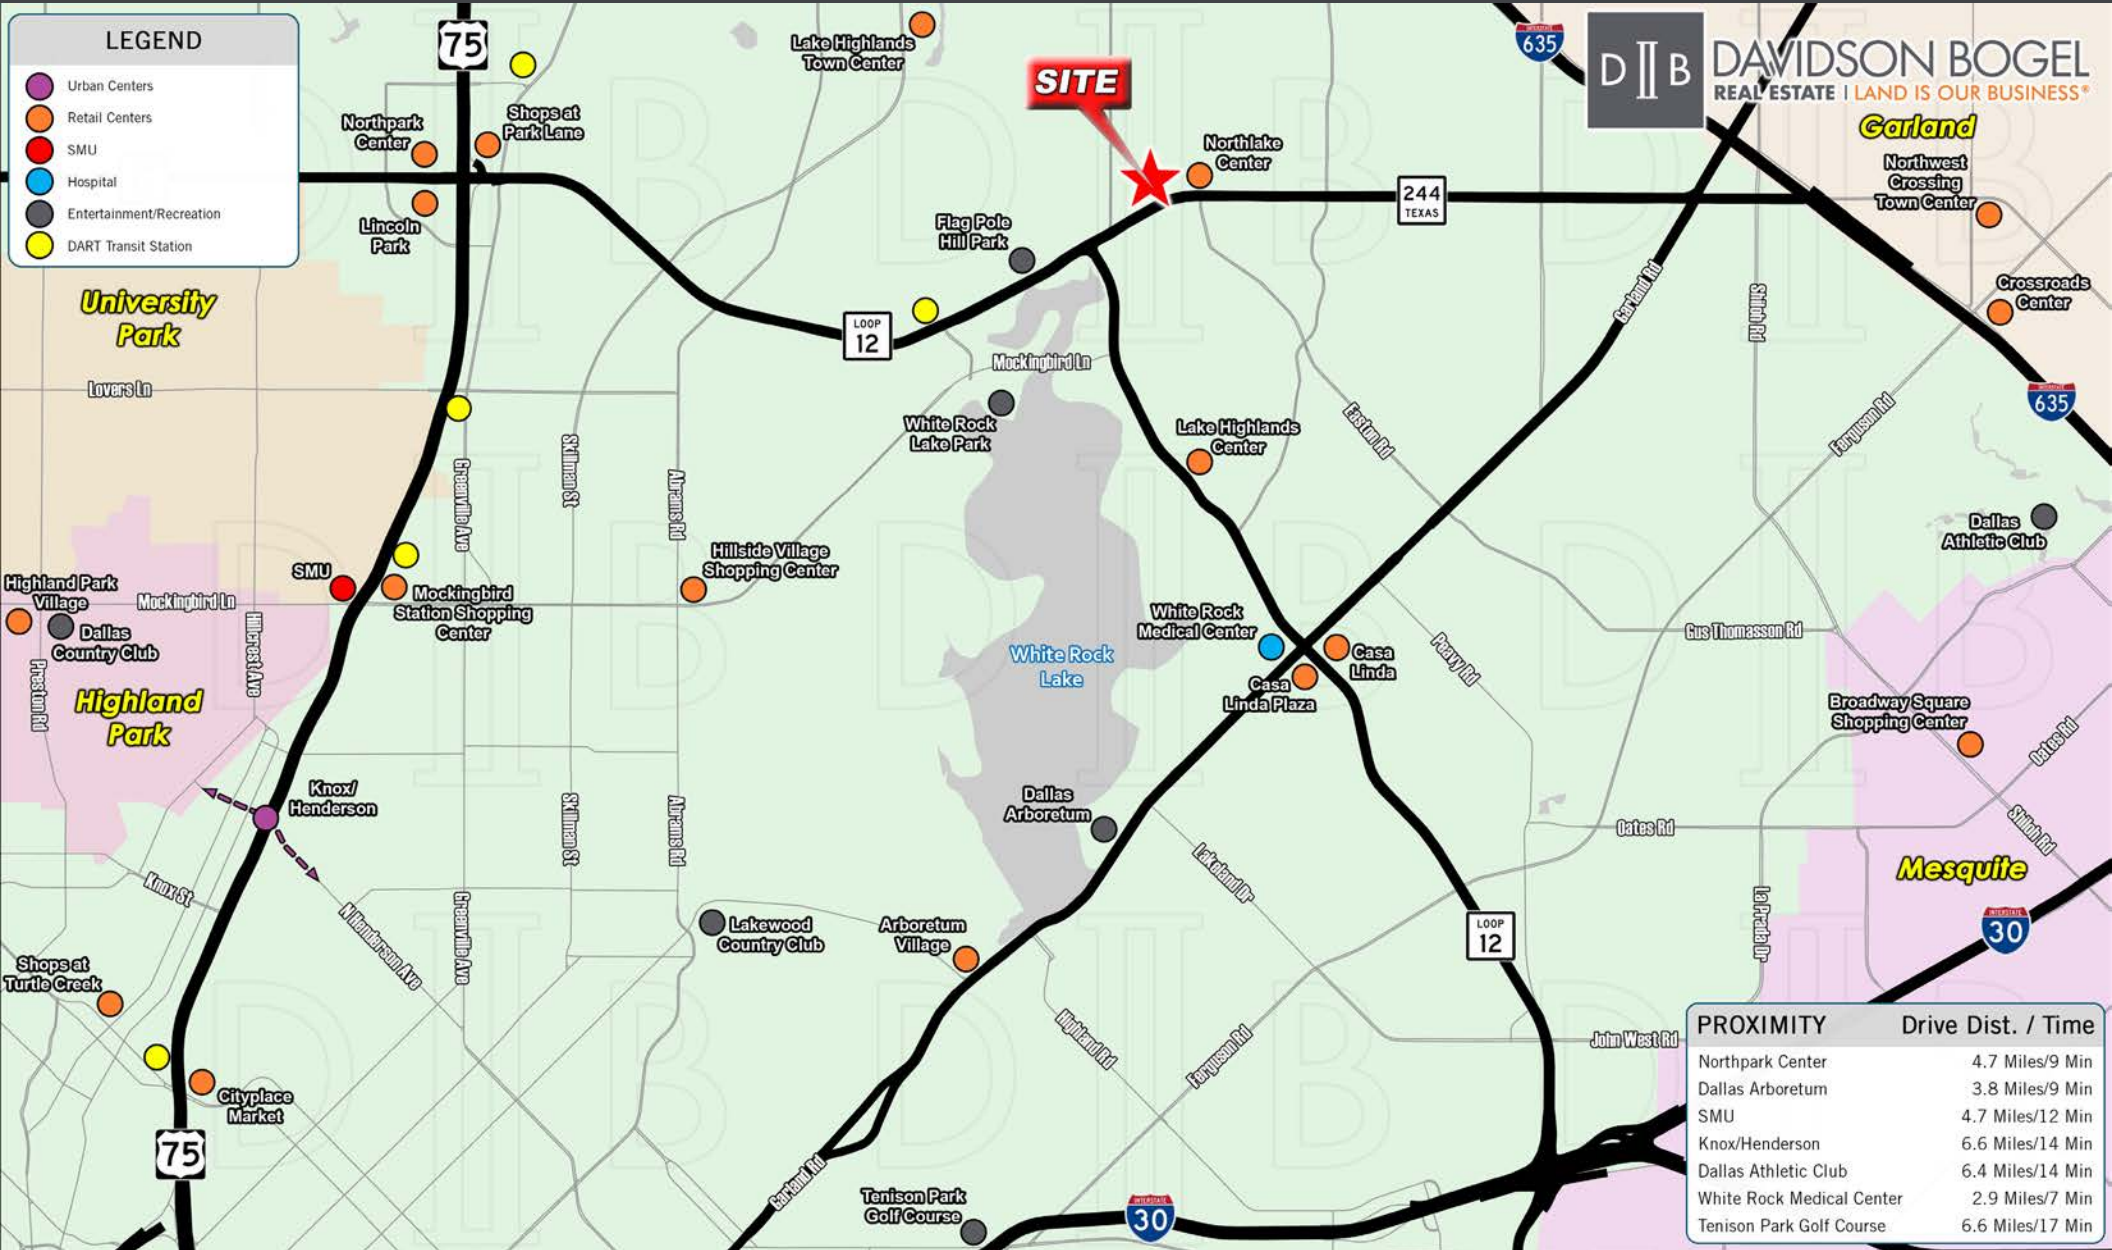 LEGEND
Urban Centers
Retail Centers
SMU
Hospital
Entertainment/Recreation
DART Transit Station
75
Lake Highlands
Town Center
SITE
INTERSTATE
635
D B
DAVIDSON BOGEL
REAL ESTATE | LAND IS OUR BUSINESS®
Garland
Northpark
Center
Shops at
Park Lane
Northlake
Center
Northwest
Crossing
Town Center
244
TEXAS
Lincoln
Park
Flag Pole
Hill Park
Garland Rd
Shiloh Rd
Crossroads
Center
University
Park
LOOP
12
Mockingbird Ln
Lovers Ln
INTERSTATE
635
White Rock
Lake Park
Lake Highlands
Center
Easton Rd
Ferguson Rd
Greenville Ave
Skillman St
Abrams Rd
Dallas
Athletic Club
SMU
Hillside Village
Shopping Center
Highland Park
Village
Mockingbird Ln
Mockingbird
Station Shopping
Center
Dallas
Country Club
Hillcrest Ave
Preston Rd
White Rock
Medical Center
White Rock
Lake
Casa
Linda
Casa
Linda Plaza
Peavy Rd
Gus Thomasson Rd
Highland
Park
Broadway Square
Shopping Center
Oates Rd
Knox/
Henderson
Dallas
Arboretum
Skillman St
Abrams Rd
Oates Rd
Shiloh Rd
Knox St
Lakeland Dr
Mesquite
N Henderson Ave
Greenville Ave
Lakewood
Country Club
Arboretum
Village
LOOP
12
La Prada Dr
INTERSTATE
30
Shops at
Turtle Creek
Highland Rd
Ferguson Rd
John West Rd
Cityplace
Market
75
Garland Rd
Tenison Park
Golf Course
INTERSTATE
30
PROXIMITY Drive Dist. / Time
Northpark Center 4.7 Miles/9 Min
Dallas Arboretum 3.8 Miles/9 Min
SMU 4.7 Miles/12 Min
Knox/Henderson 6.6 Miles/14 Min
Dallas Athletic Club 6.4 Miles/14 Min
White Rock Medical Center 2.9 Miles/7 Min
Tenison Park Golf Course 6.6 Miles/17 Min